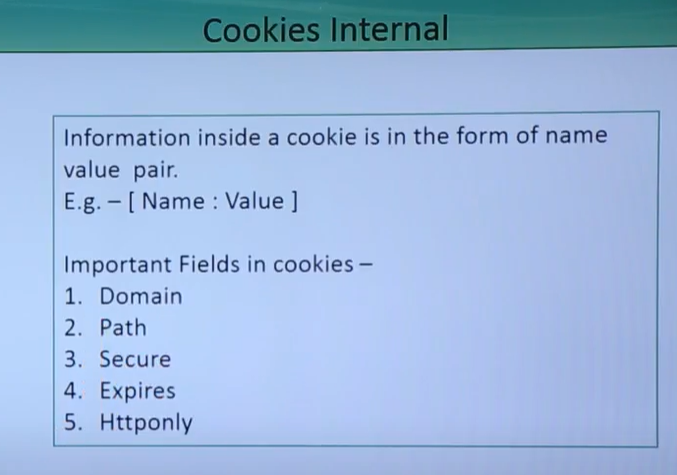 Cookies Internal
Information inside a cookie is in the form of name
value pair.
E.g. – [ Name : Value ]
Important Fields in cookies –
1. Domain
2. Path
3. Secure
4. Expires
5. Httponly